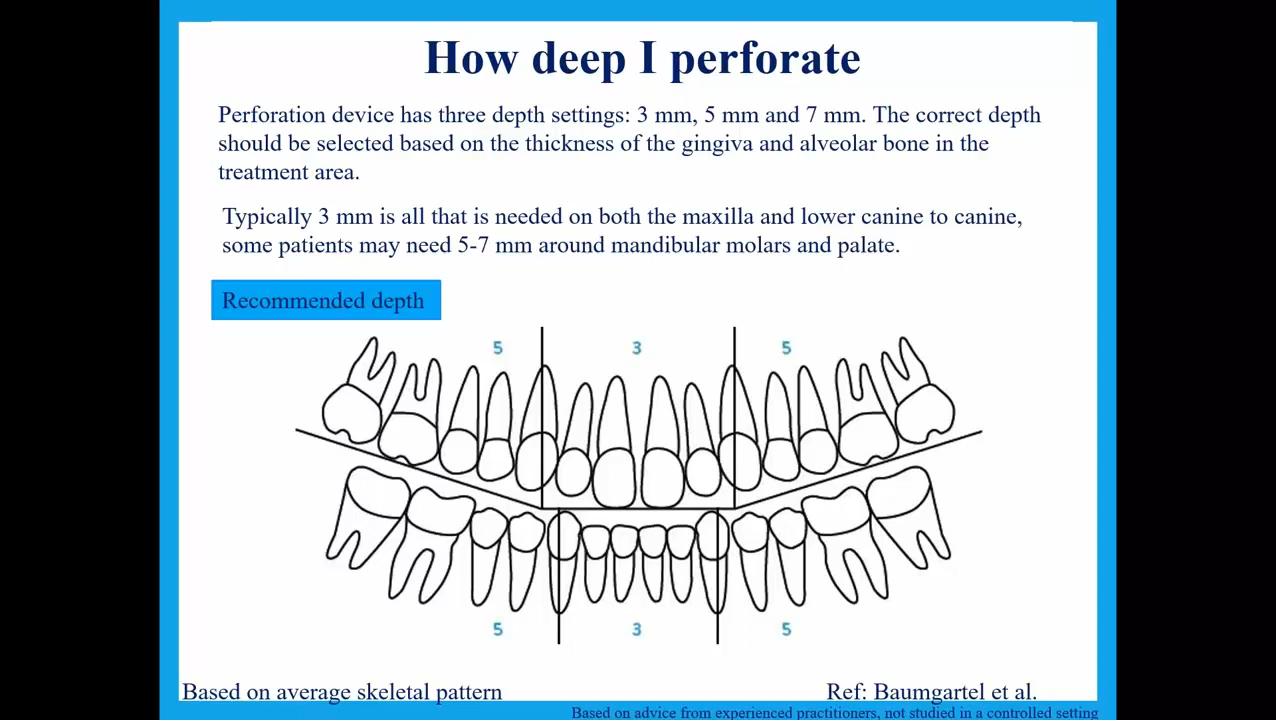 How deep I perforate
Perforation device has three depth settings: 3 mm, 5 mm and 7 mm. The correct depth
should be selected based on the thickness of the gingiva and alveolar bone in the
treatment area.
Typically 3 mm is all that is needed on both the maxilla and lower canine to canine,
some patients may need 5-7 mm around mandibular molars and palate.
Recommended depth
5 3 5
5 3 5
Based on average skeletal pattern
Ref: Baumgartel et al.
Based on advice from experienced practitioners, not studied in a controlled setting